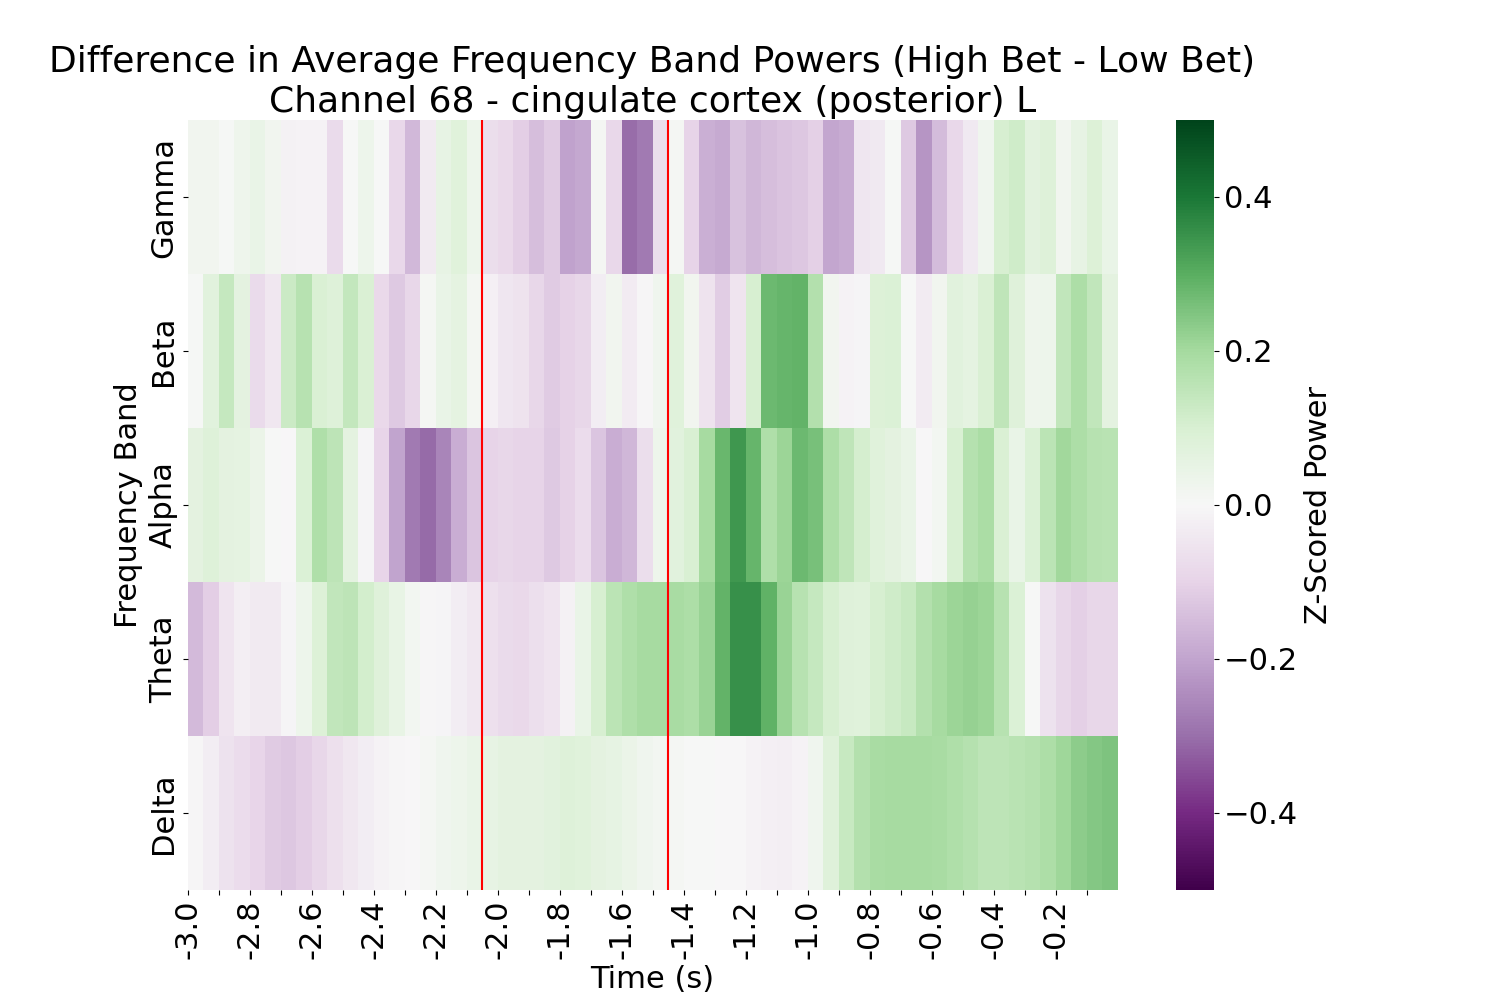 Difference in Average Frequency Band Powers (High Bet - Low Bet)
Channel 68 - cingulate cortex (posterior) L
Frequency Band
Gamma
Beta
Alpha
Theta
Delta
-3.0
-2.8
-2.6
-2.4
-2.2
-2.0
-1.8
-1.6
-1.4
-1.2
-1.0
-0.8
-0.6
-0.4
-0.2
Time (s)
0.4
0.2
0.0
−0.2
−0.4
Z-Scored Power